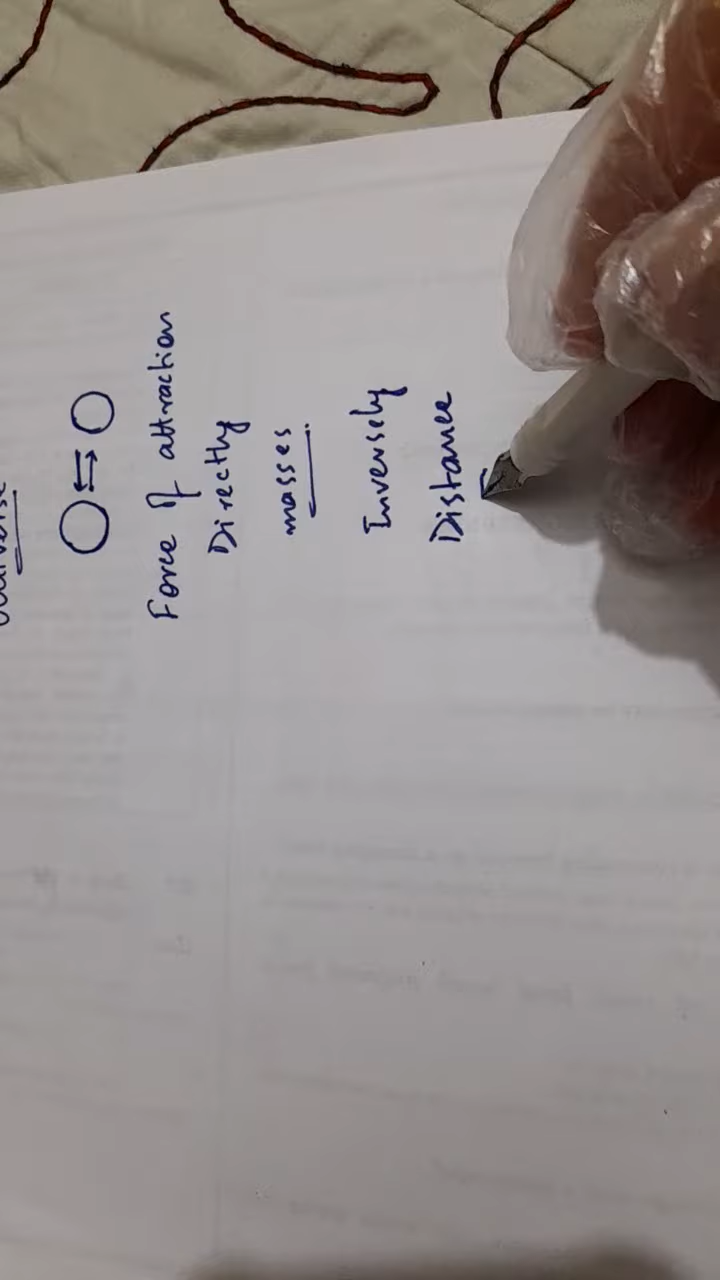 Force of attraction
Directly
masses
Inversely
Distance